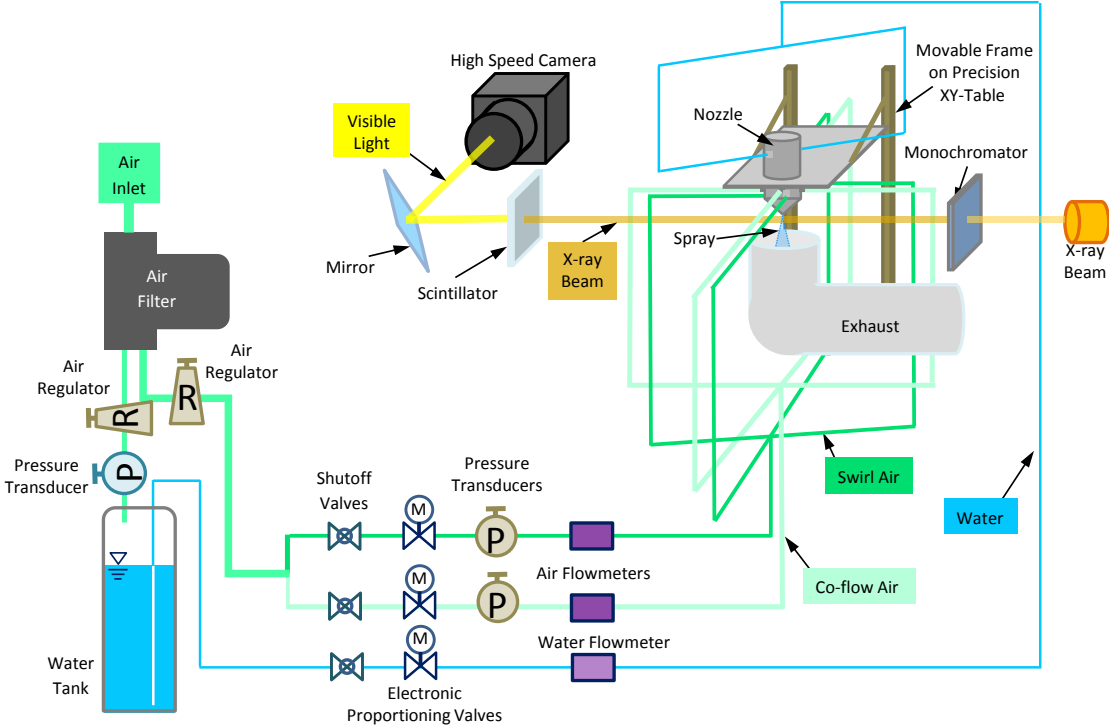 High Speed Camera
Visible
Light
Mirror
Scintillator
X-ray
Beam
Nozzle
Spray
Movable Frame
on Precision
XY-Table
Monochromator
X-ray
Beam
Exhaust
Air
Inlet
Air
Filter
Air
Regulator
R
Air
Regulator
R
Pressure
Transducer
P
Water
Tank
Shutoff
Valves
M
Pressure
Transducers
P
M
P
Air Flowmeters
M
Water Flowmeter
Electronic
Proportioning Valves
Swirl Air
Co-flow Air
Water